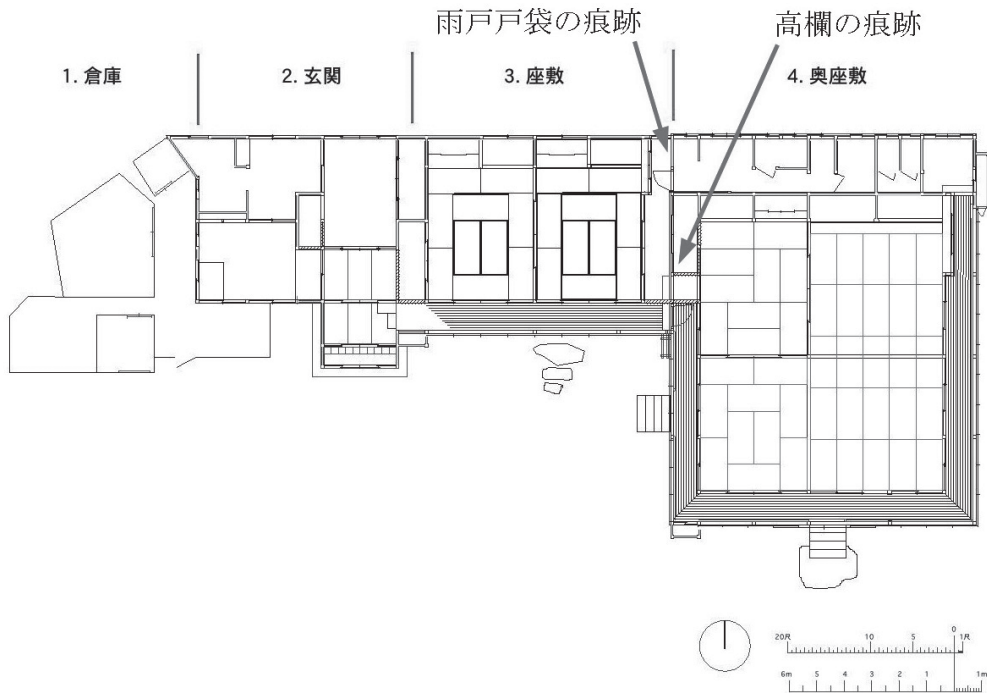 雨戸戸袋の痕跡
高欄の痕跡
1. 倉庫
2. 玄関
3. 座敷
4. 奥座敷
20尺 10 5 0 1尺
6m 5 4 3 2 1 1m